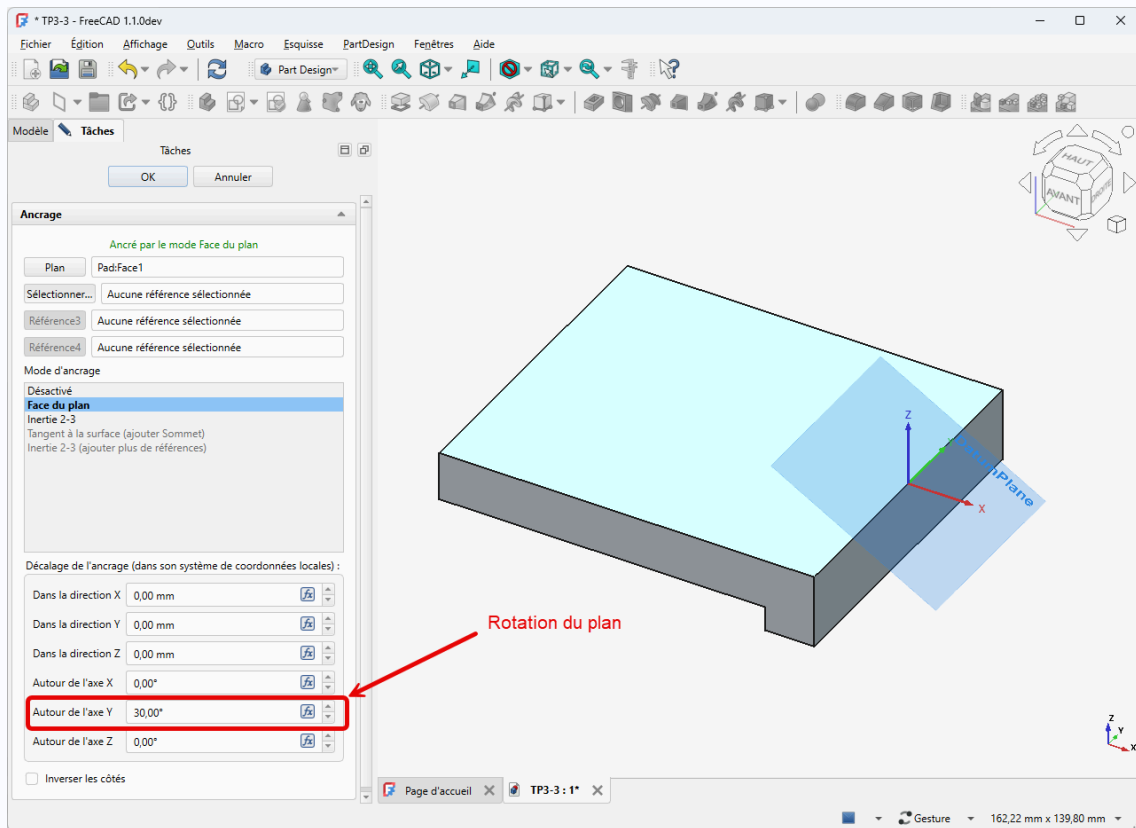 * TP3-3 - FreeCAD 1.1.0dev
Fichier Édition Affichage Outils Macro Esquisse PartDesign Fenêtres Aide
Part Design
Modèle Tâches
Tâches
OK Annuler
Ancrage
Ancré par le mode Face du plan
Plan Pad:Face1
Sélectionner... Aucune référence sélectionnée
Référence3 Aucune référence sélectionnée
Référence4 Aucune référence sélectionnée
Mode d'ancrage
Désactivé
Face du plan
Inertie 2-3
Tangent à la surface (ajouter Sommet)
Inertie 2-3 (ajouter plus de références)
Décalage de l'ancrage (dans son système de coordonnées locales) :
Dans la direction X 0,00 mm
Dans la direction Y 0,00 mm
Dans la direction Z 0,00 mm
Autour de l'axe X 0,00°
Autour de l'axe Y 30,00°
Autour de l'axe Z 0,00°
Inverser les côtés
HAUT
AVANT DROITE
Z
X
Rotation du plan
Z
Y
X
Page d'accueil TP3-3 : 1*
Gesture 162,22 mm x 139,80 mm